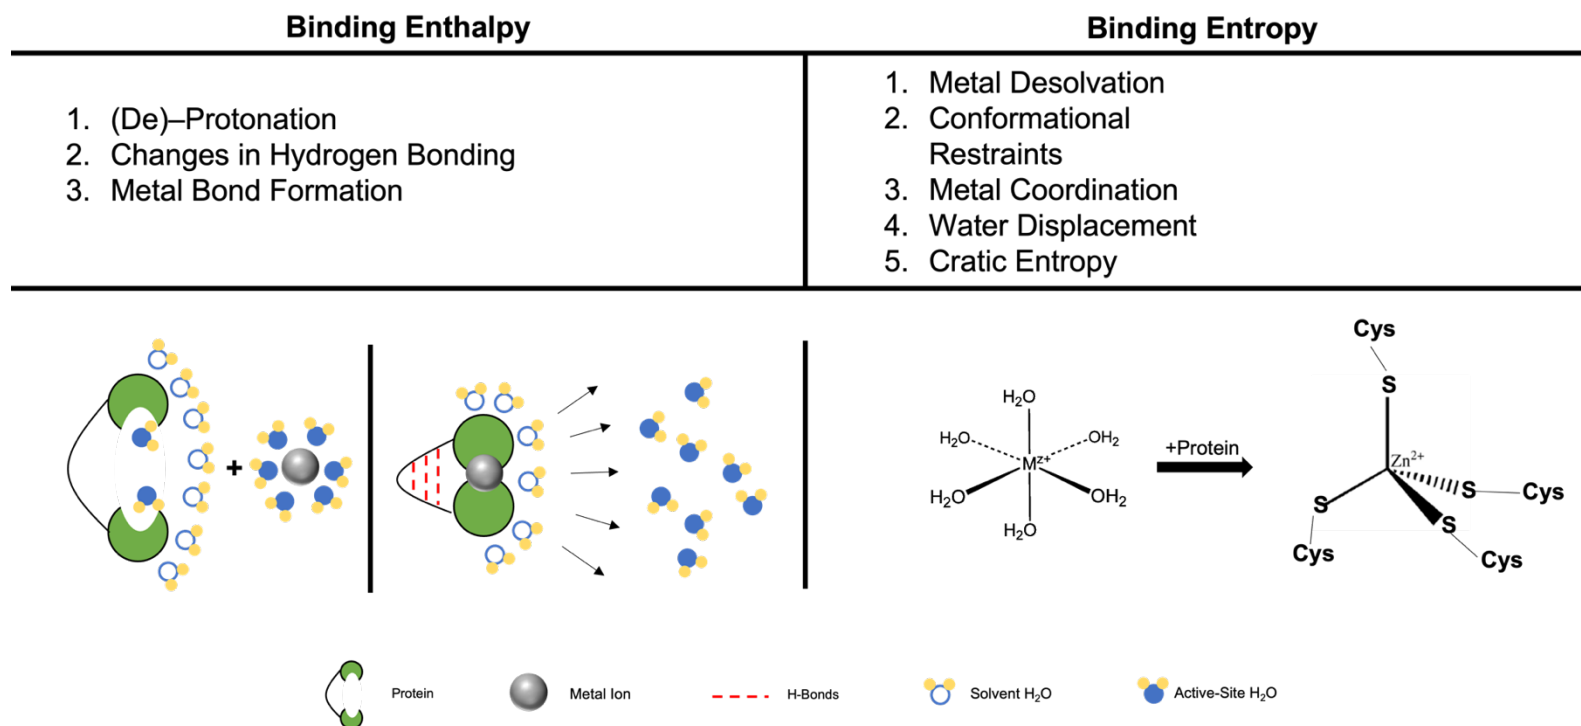 Binding Enthalpy
Binding Entropy
1. (De)–Protonation
2. Changes in Hydrogen Bonding
3. Metal Bond Formation
1. Metal Desolvation
2. Conformational
Restraints
3. Metal Coordination
4. Water Displacement
5. Cratic Entropy
+
H₂O
H₂O
OH₂
Mᶻ⁺
H₂O
OH₂
H₂O
+Protein
Cys
S
Zn²⁺
S
S
Cys
S
Cys
Cys
Protein
Metal Ion
H-Bonds
Solvent H₂O
Active-Site H₂O